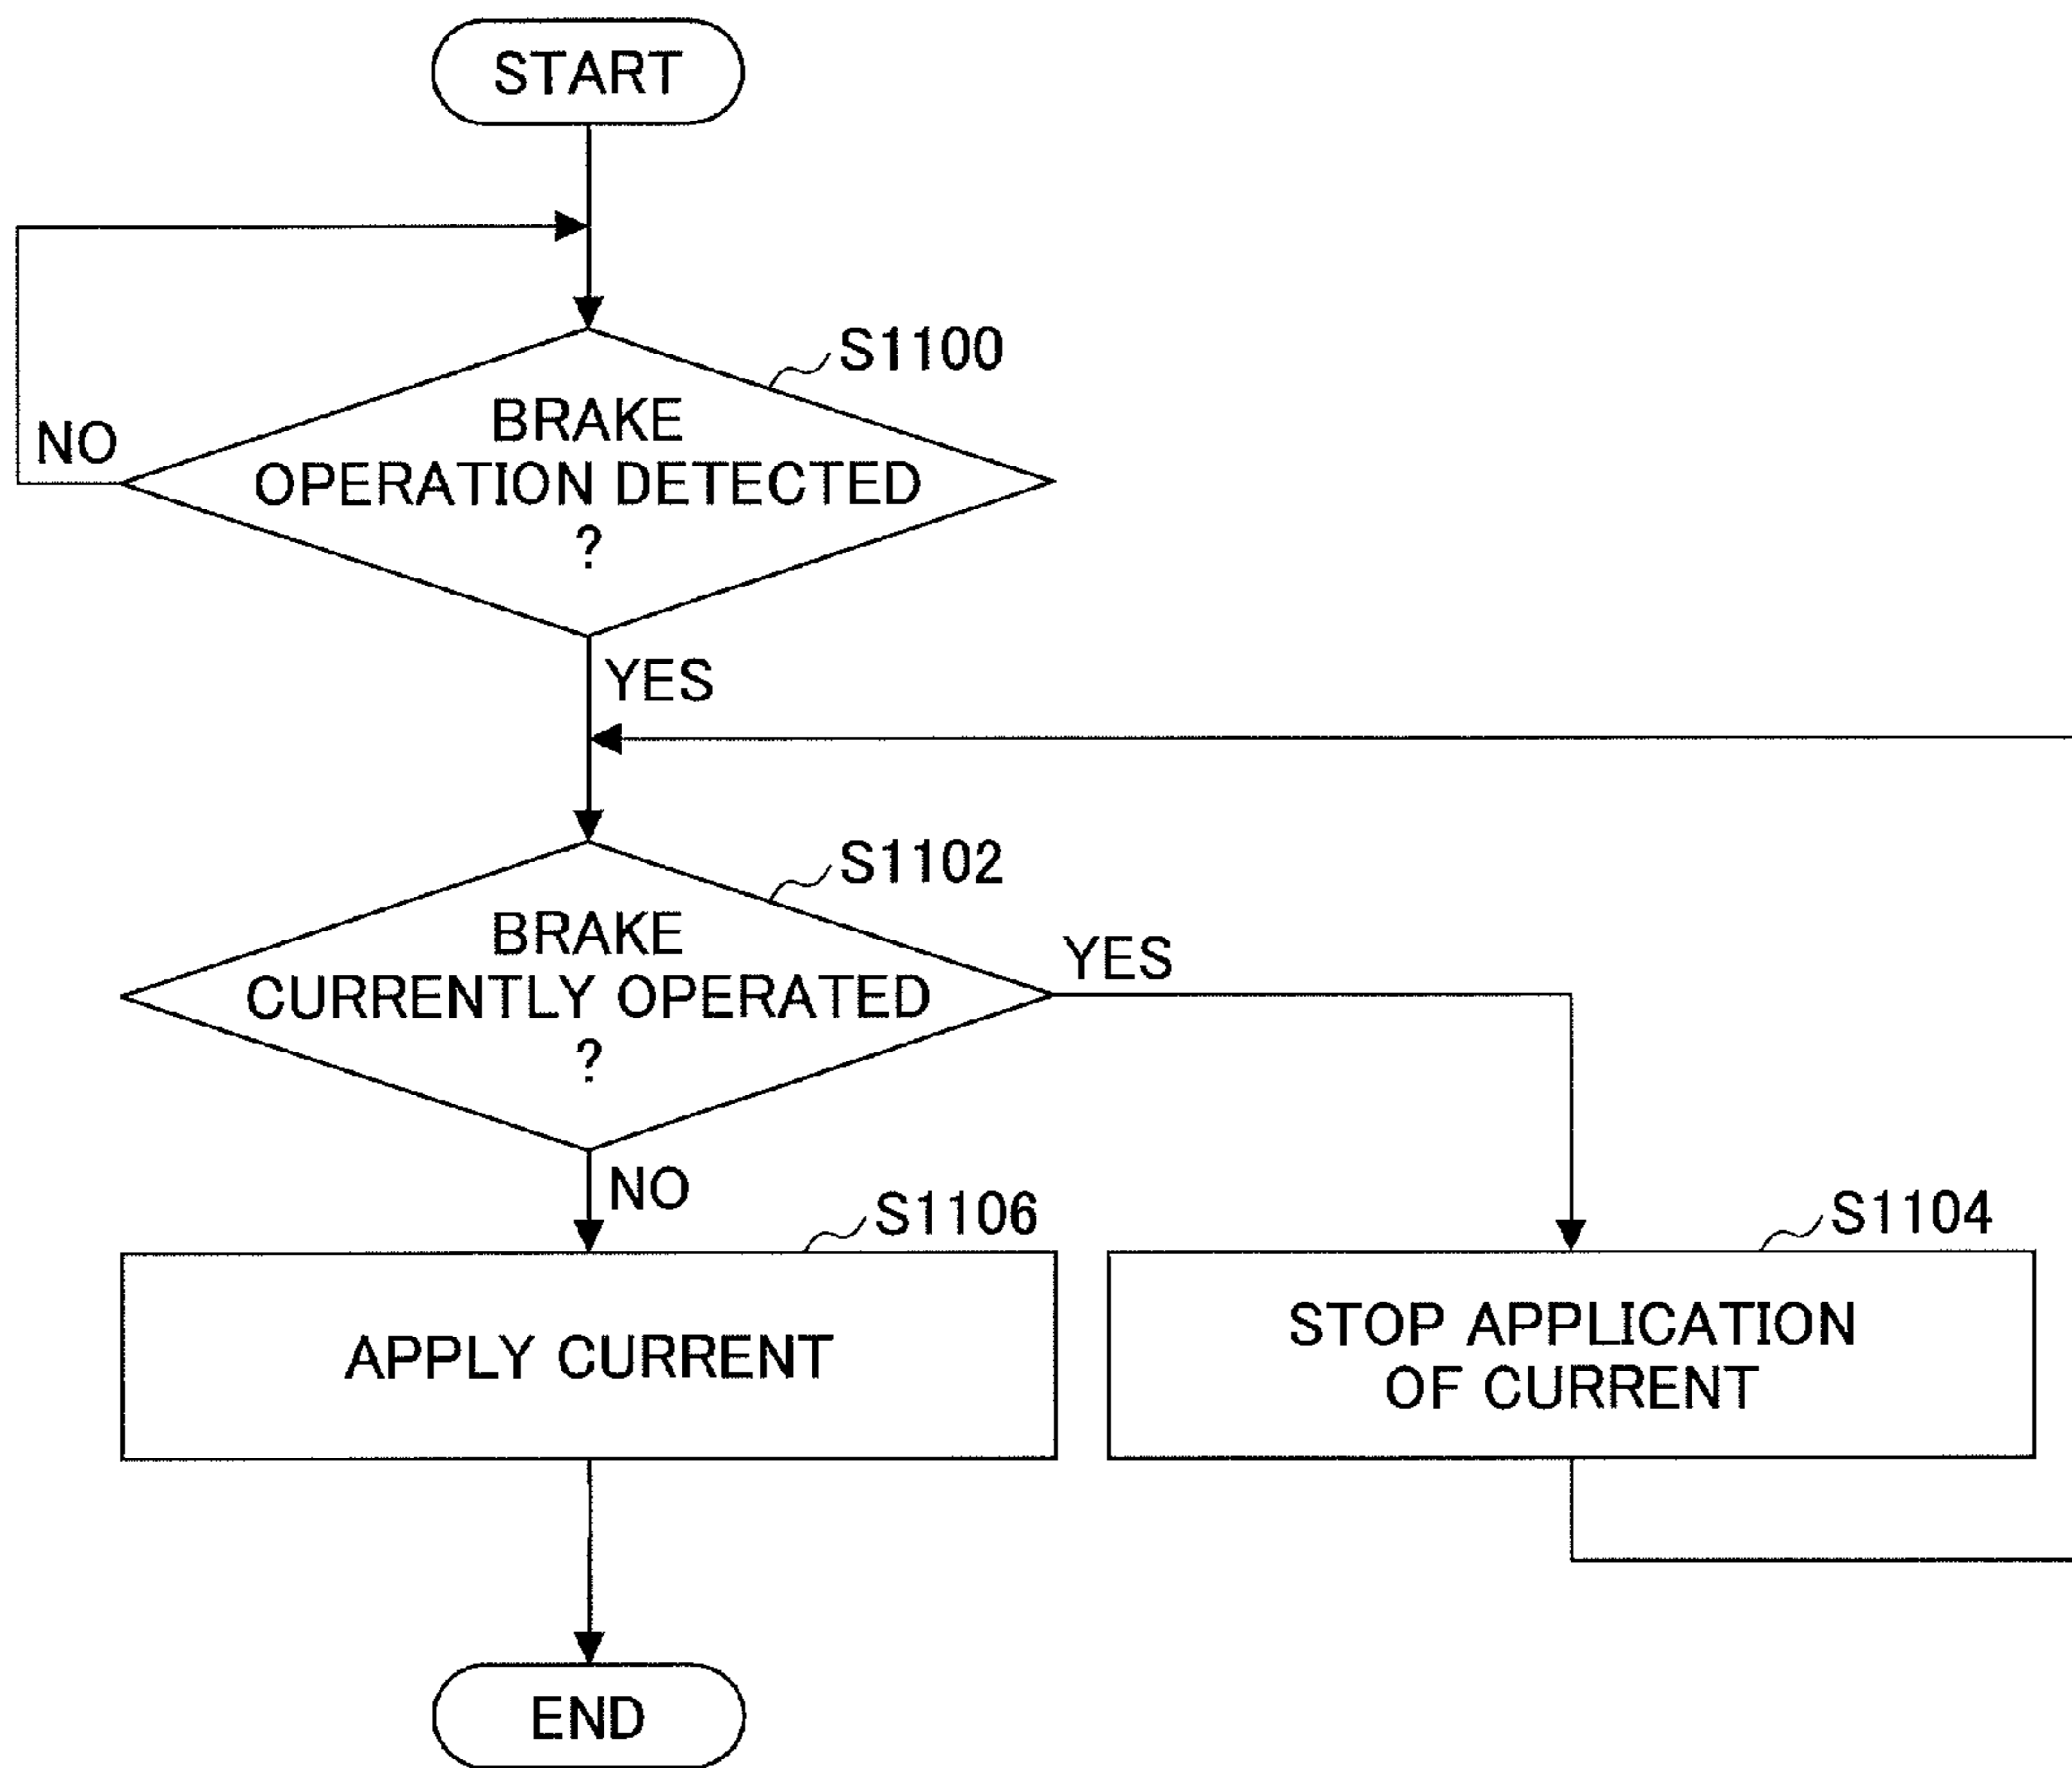 START
S1100
BRAKE
OPERATION DETECTED
?
NO
YES
S1102
BRAKE
CURRENTLY OPERATED
?
YES
NO
S1106
APPLY CURRENT
S1104
STOP APPLICATION
OF CURRENT
END